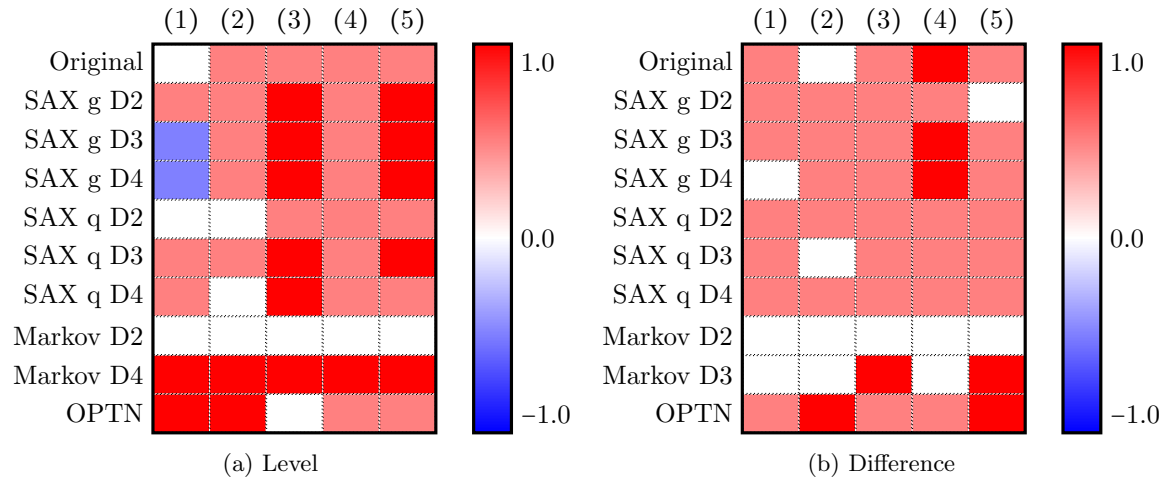 (1) (2) (3) (4) (5)
Original
SAX g D2
SAX g D3
SAX g D4
SAX q D2
SAX q D3
SAX q D4
Markov D2
Markov D4
OPTN
1.0
0.0
−1.0
(a) Level
(1) (2) (3) (4) (5)
Original
SAX g D2
SAX g D3
SAX g D4
SAX q D2
SAX q D3
SAX q D4
Markov D2
Markov D3
OPTN
1.0
0.0
−1.0
(b) Difference